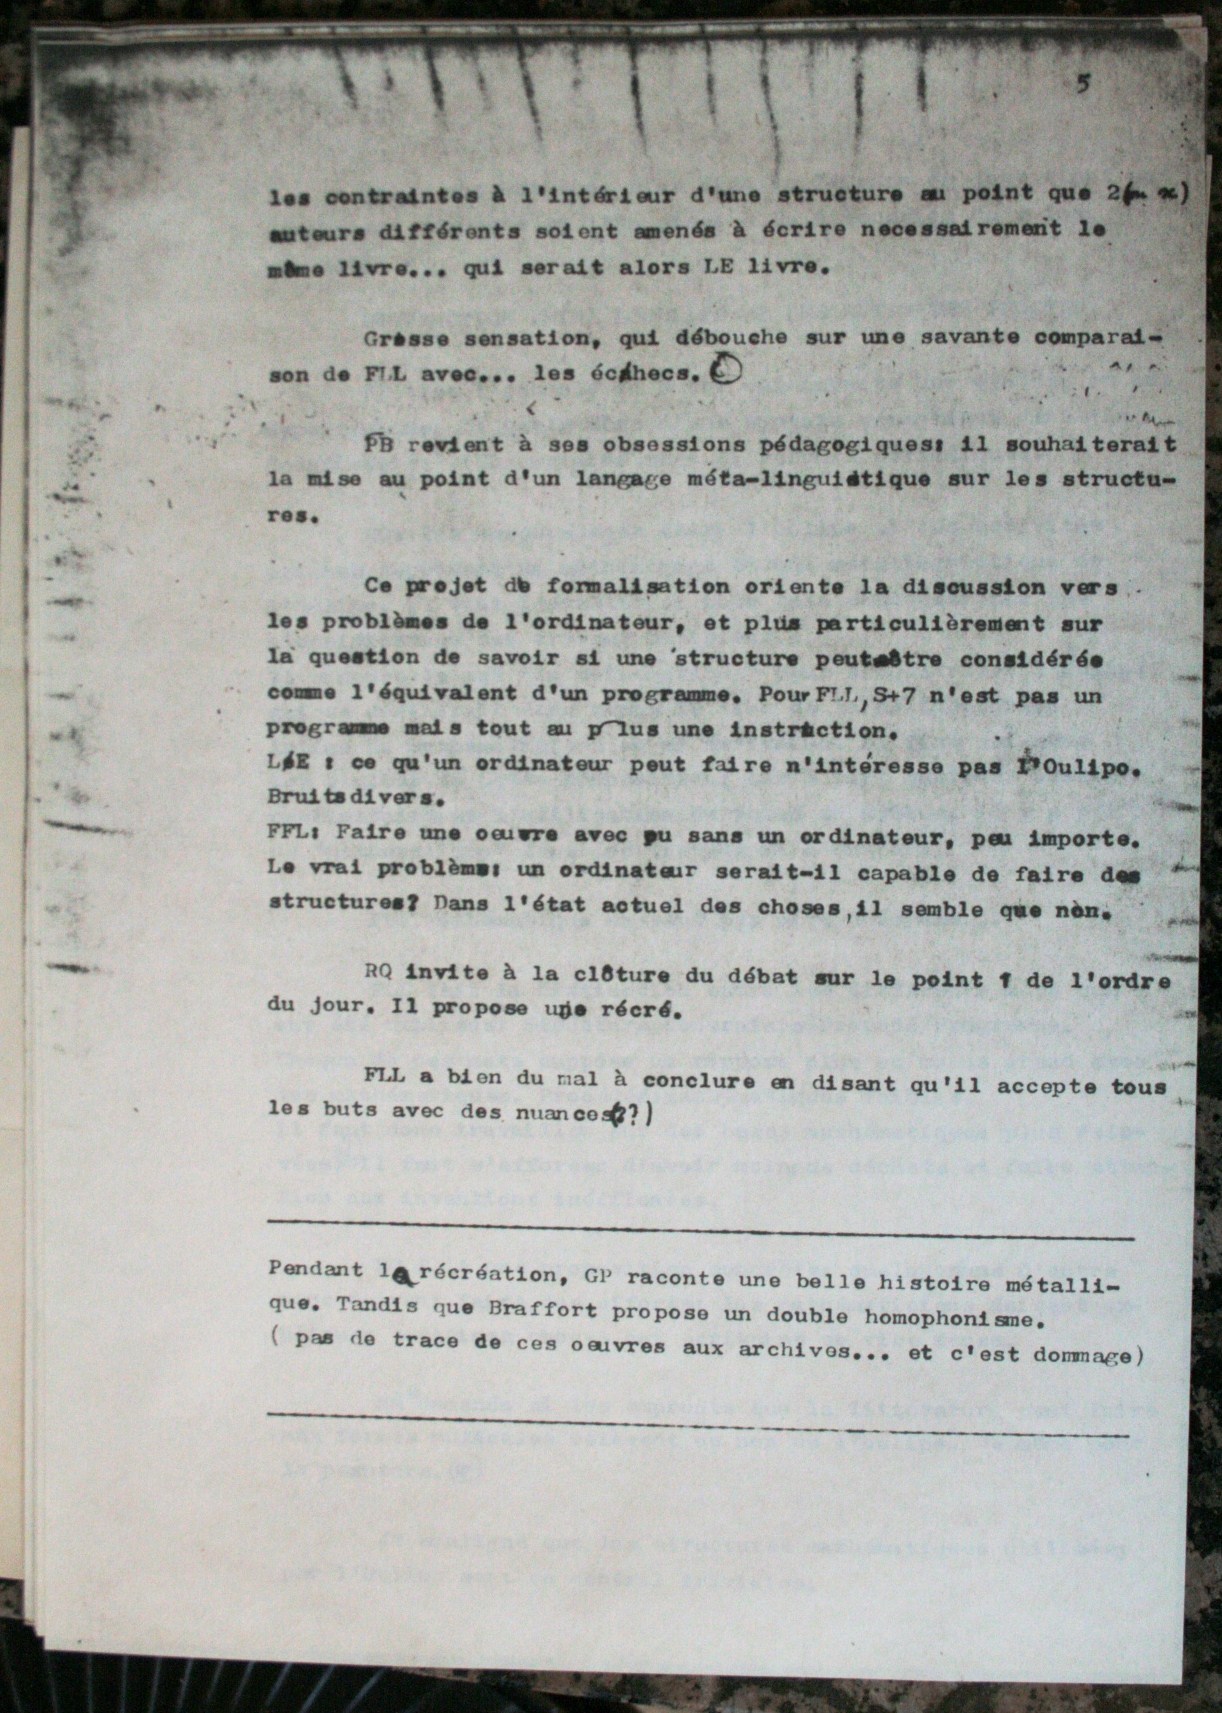 5
les contraintes à l'intérieur d'une structure au point que 2(
auteurs différents soient amenés à écrire necessairement le
même livre... qui serait alors LE livre.
Grosse sensation, qui débouche sur une savante comparai-
son de FLL avec... les échecs.
PB revient à ses obsessions pédagogiques: il souhaiterait
la mise au point d'un langage méta-linguistique sur les structu-
res.
Ce projet de formalisation oriente la discussion vers
les problèmes de l'ordinateur, et plus particulièrement sur
la question de savoir si une structure peut être considérée
comme l'équivalent d'un programme. Pour FLL, S+7 n'est pas un
programme mais tout au plus une instruction.
LE : ce qu'un ordinateur peut faire n'intéresse pas l'Oulipo.
Bruits divers.
FFL: Faire une oeuvre avec ou sans un ordinateur, peu importe.
Le vrai problème: un ordinateur serait-il capable de faire des
structures? Dans l'état actuel des choses, il semble que non.
RQ invite à la clôture du débat sur le point 1 de l'ordre
du jour. Il propose une récré.
FLL a bien du mal à conclure en disant qu'il accepte tous
les buts avec des nuances(??)
Pendant la récréation, GP raconte une belle histoire métalli-
que. Tandis que Braffort propose un double homophonisme.
( pas de trace de ces oeuvres aux archives... et c'est dommage)